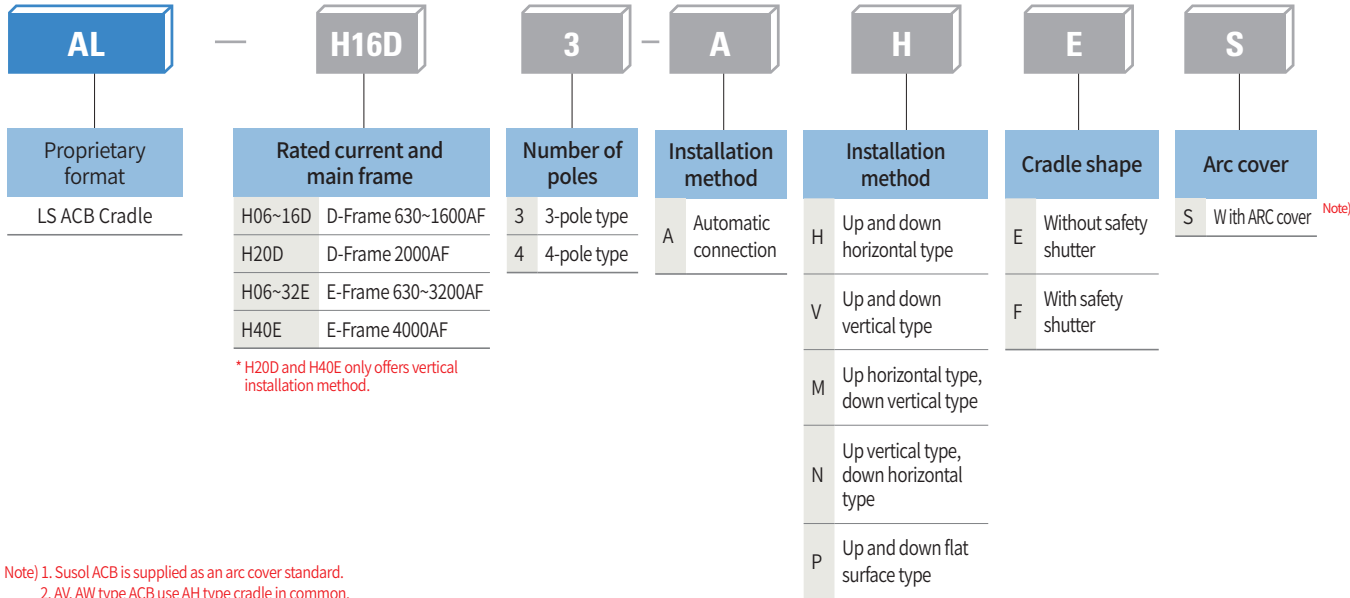 AL — H16D 3 – A H E S
Proprietary
format
LS ACB Cradle
Rated current and
main frame
H06~16D D-Frame 630~1600AF
H20D D-Frame 2000AF
H06~32E E-Frame 630~3200AF
H40E E-Frame 4000AF
* H20D and H40E only offers vertical
installation method.
Number of
poles
3 3-pole type
4 4-pole type
Installation
method
A Automatic
connection
Installation
method
H Up and down
horizontal type
V Up and down
vertical type
M Up horizontal type,
down vertical type
N Up vertical type,
down horizontal
type
P Up and down flat
surface type
Cradle shape
E Without safety
shutter
F With safety
shutter
Arc cover
S With ARC cover Note)
Note) 1. Susol ACB is supplied as an arc cover standard.
2. AV, AW type ACB use AH type cradle in common.